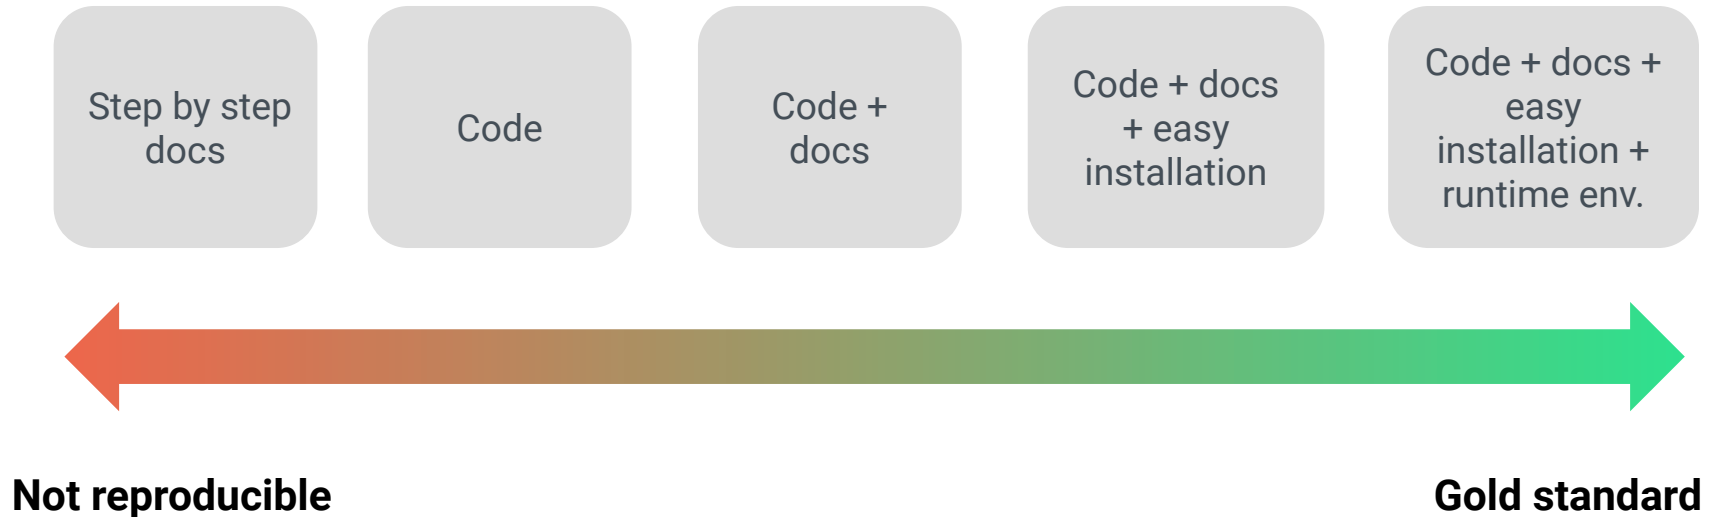 Step by step
docs
Code
Code +
docs
Code + docs
+ easy
installation
Code + docs +
easy
installation +
runtime env.
Not reproducible
Gold standard